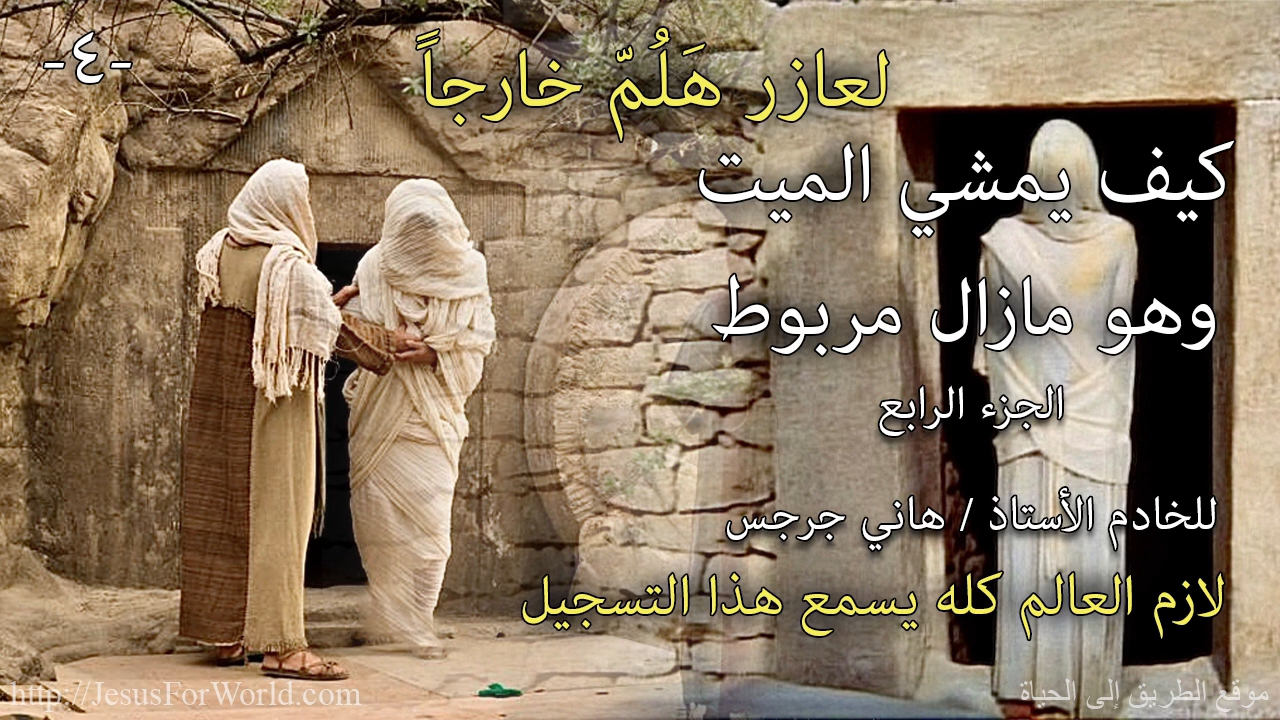 -٤-
لعازر هَلُمّ خارجاً
كيف يمشي الميت
وهو مازال مربوط
الجزء الرابع
للخادم الأستاذ / هاني جرجس
لازم العالم كله يسمع هذا التسجيل
http://JesusForWorld.com
موقع الطريق إلى الحياة